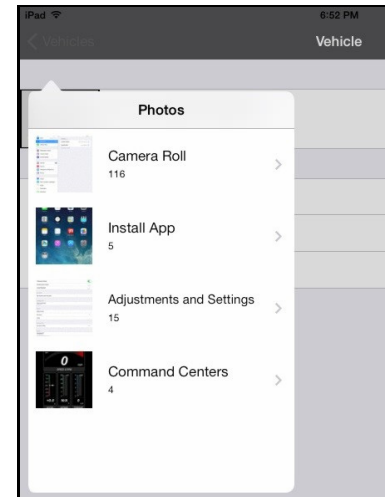 iPad 6:52 PM
Vehicles Vehicle
Photos
Camera Roll
116
Install App
5
Adjustments and Settings
15
Command Centers
4
0